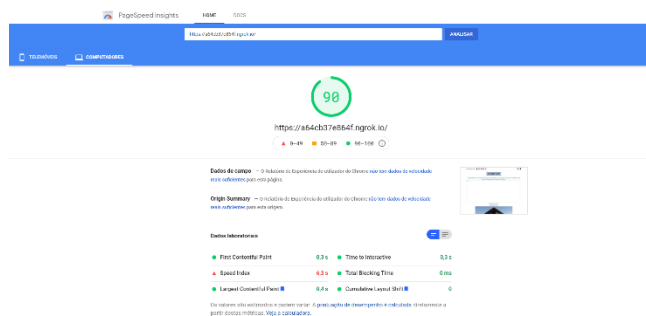 PageSpeed Insights HOME DOCS
ANALISAR
TELEMÓVEIS COMPUTADORES
90
https://a64cb37e864f.ngrok.io/
0-49 50-89 90-100
Dados de campo — O Relatório de Experiência do utilizador do Chrome não tem dados de velocidade
reais suficientes para esta página.
Origin Summary — O Relatório de Experiência do utilizador do Chrome não tem dados de velocidade
reais suficientes para esta origem.
Dados laboratoriais
First Contentful Paint 0,3 s Time to Interactive 0,3 s
Speed Index Total Blocking Time 0 ms
Largest Contentful Paint 0,4 s Cumulative Layout Shift 0
Os valores são estimados e podem variar. A pontuação de desempenho é calculada diretamente a
partir destas métricas. Veja a calculadora.